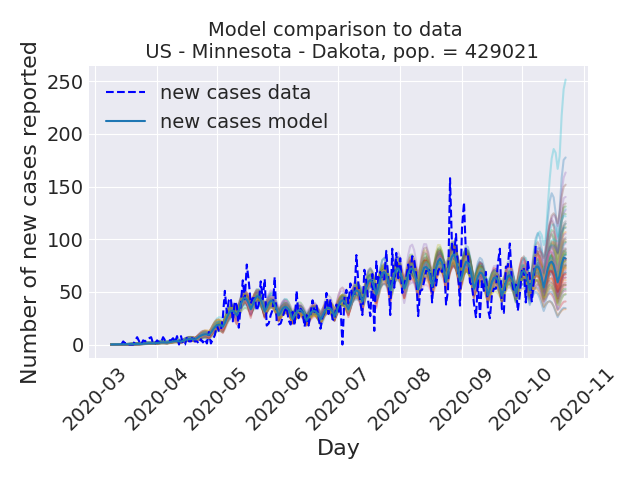 Model comparison to data
US - Minnesota - Dakota, pop. = 429021
Number of new cases reported
250
200
150
100
50
0
new cases data
new cases model
2020-03
2020-04
2020-05
2020-06
2020-07
2020-08
2020-09
2020-10
2020-11
Day